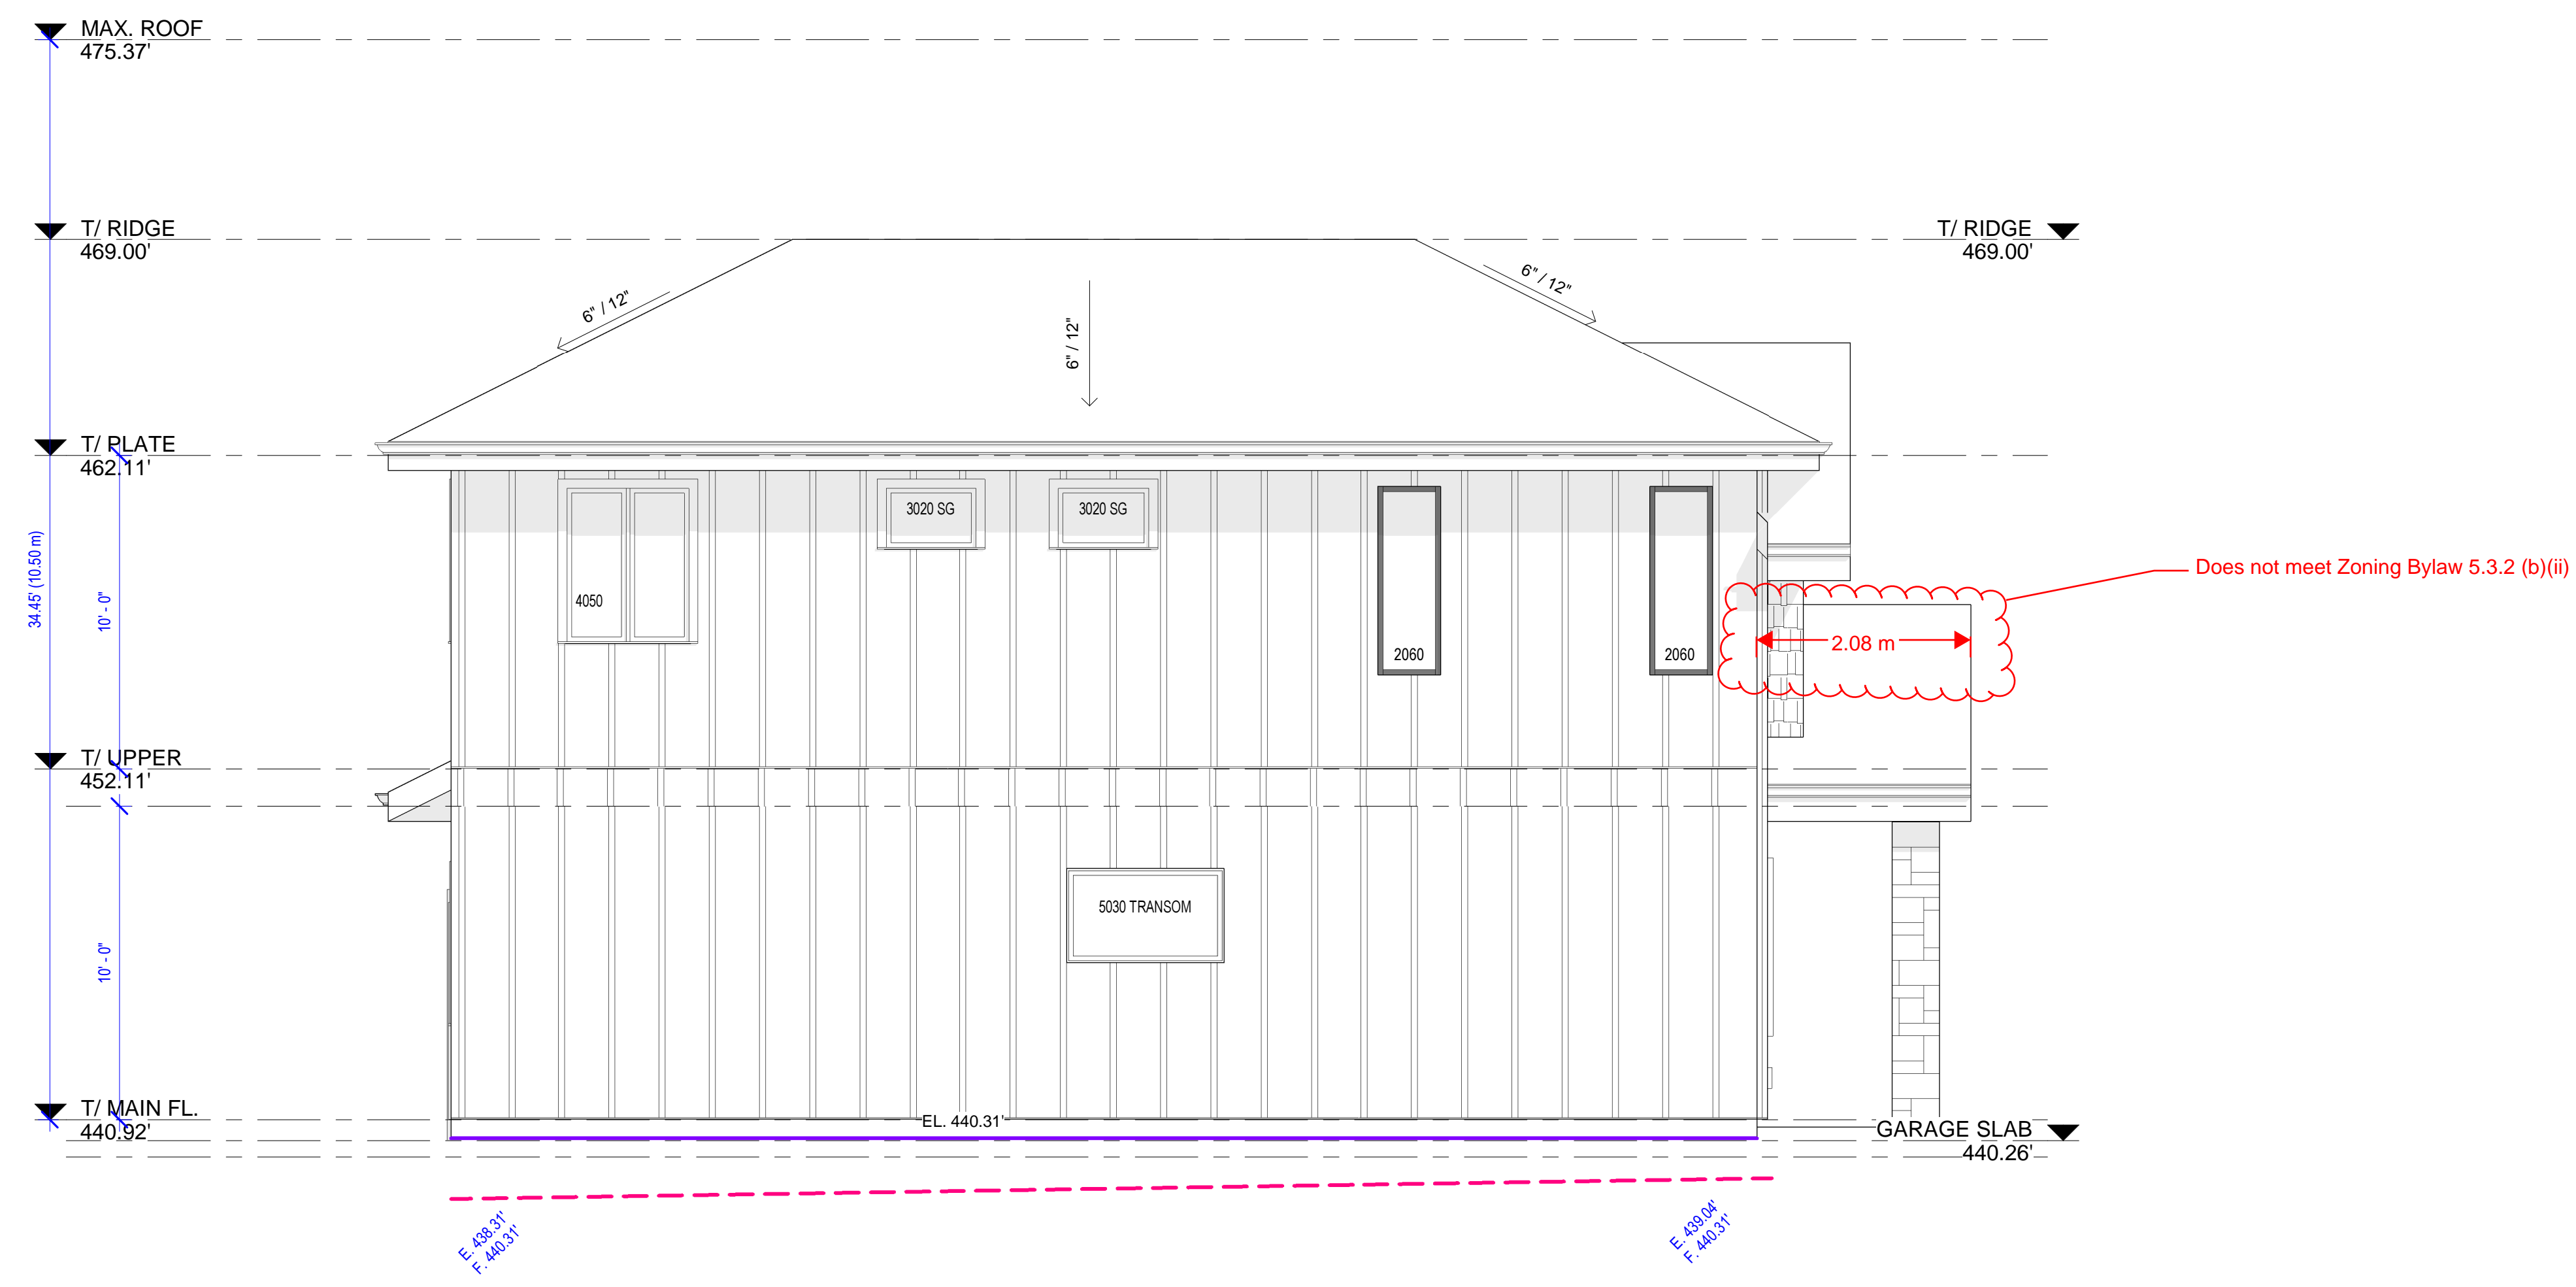 MAX. ROOF
475.37'
T/ RIDGE
469.00'
T/ RIDGE
469.00'
6" / 12"
6" / 12"
6" / 12"
T/ PLATE
462.11'
3020 SG
3020 SG
4050
2060
2060
34.45' (10.50 m)
10' - 0"
Does not meet Zoning Bylaw 5.3.2 (b)(ii)
2.08 m
T/ UPPER
452.11'
5030 TRANSOM
10' - 0"
T/ MAIN FL.
440.92'
EL. 440.31'
GARAGE SLAB
440.26'
E. 438.31'
F. 440.31'
E. 439.04'
F. 440.31'